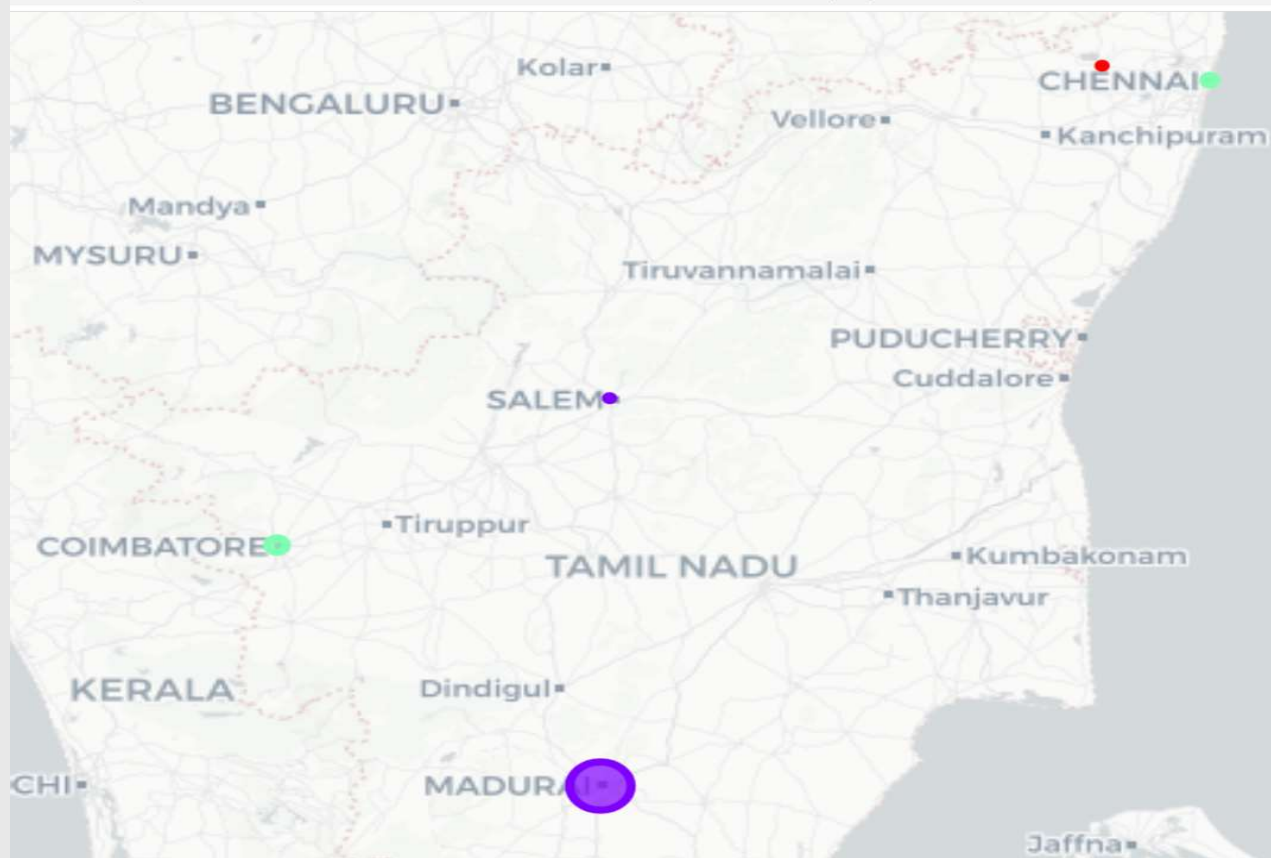 Kolar
CHENNAI
BENGALURU
Vellore
Kanchipuram
Mandya
MYSURU
Tiruvannamalai
PUDUCHERRY
Cuddalore
SALEM
Tiruppur
COIMBATORE
Kumbakonam
TAMIL NADU
Thanjavur
KERALA
Dindigul
MADURAI
CHI
Jaffna